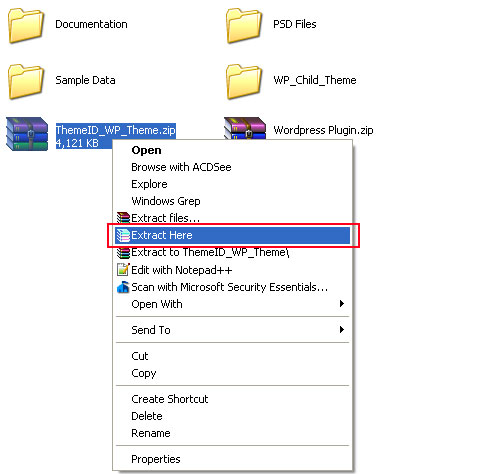 Documentation
PSD Files
Sample Data
WP_Child_Theme
ThemeID_WP_Theme.zip
4,121 KB
Wordpress Plugin.zip
Open
Browse with ACDSee
Explore
Windows Grep
Extract files...
Extract Here
Extract to ThemeID_WP_Theme\
Edit with Notepad++
Scan with Microsoft Security Essentials...
Open With
Send To
Cut
Copy
Create Shortcut
Delete
Rename
Properties